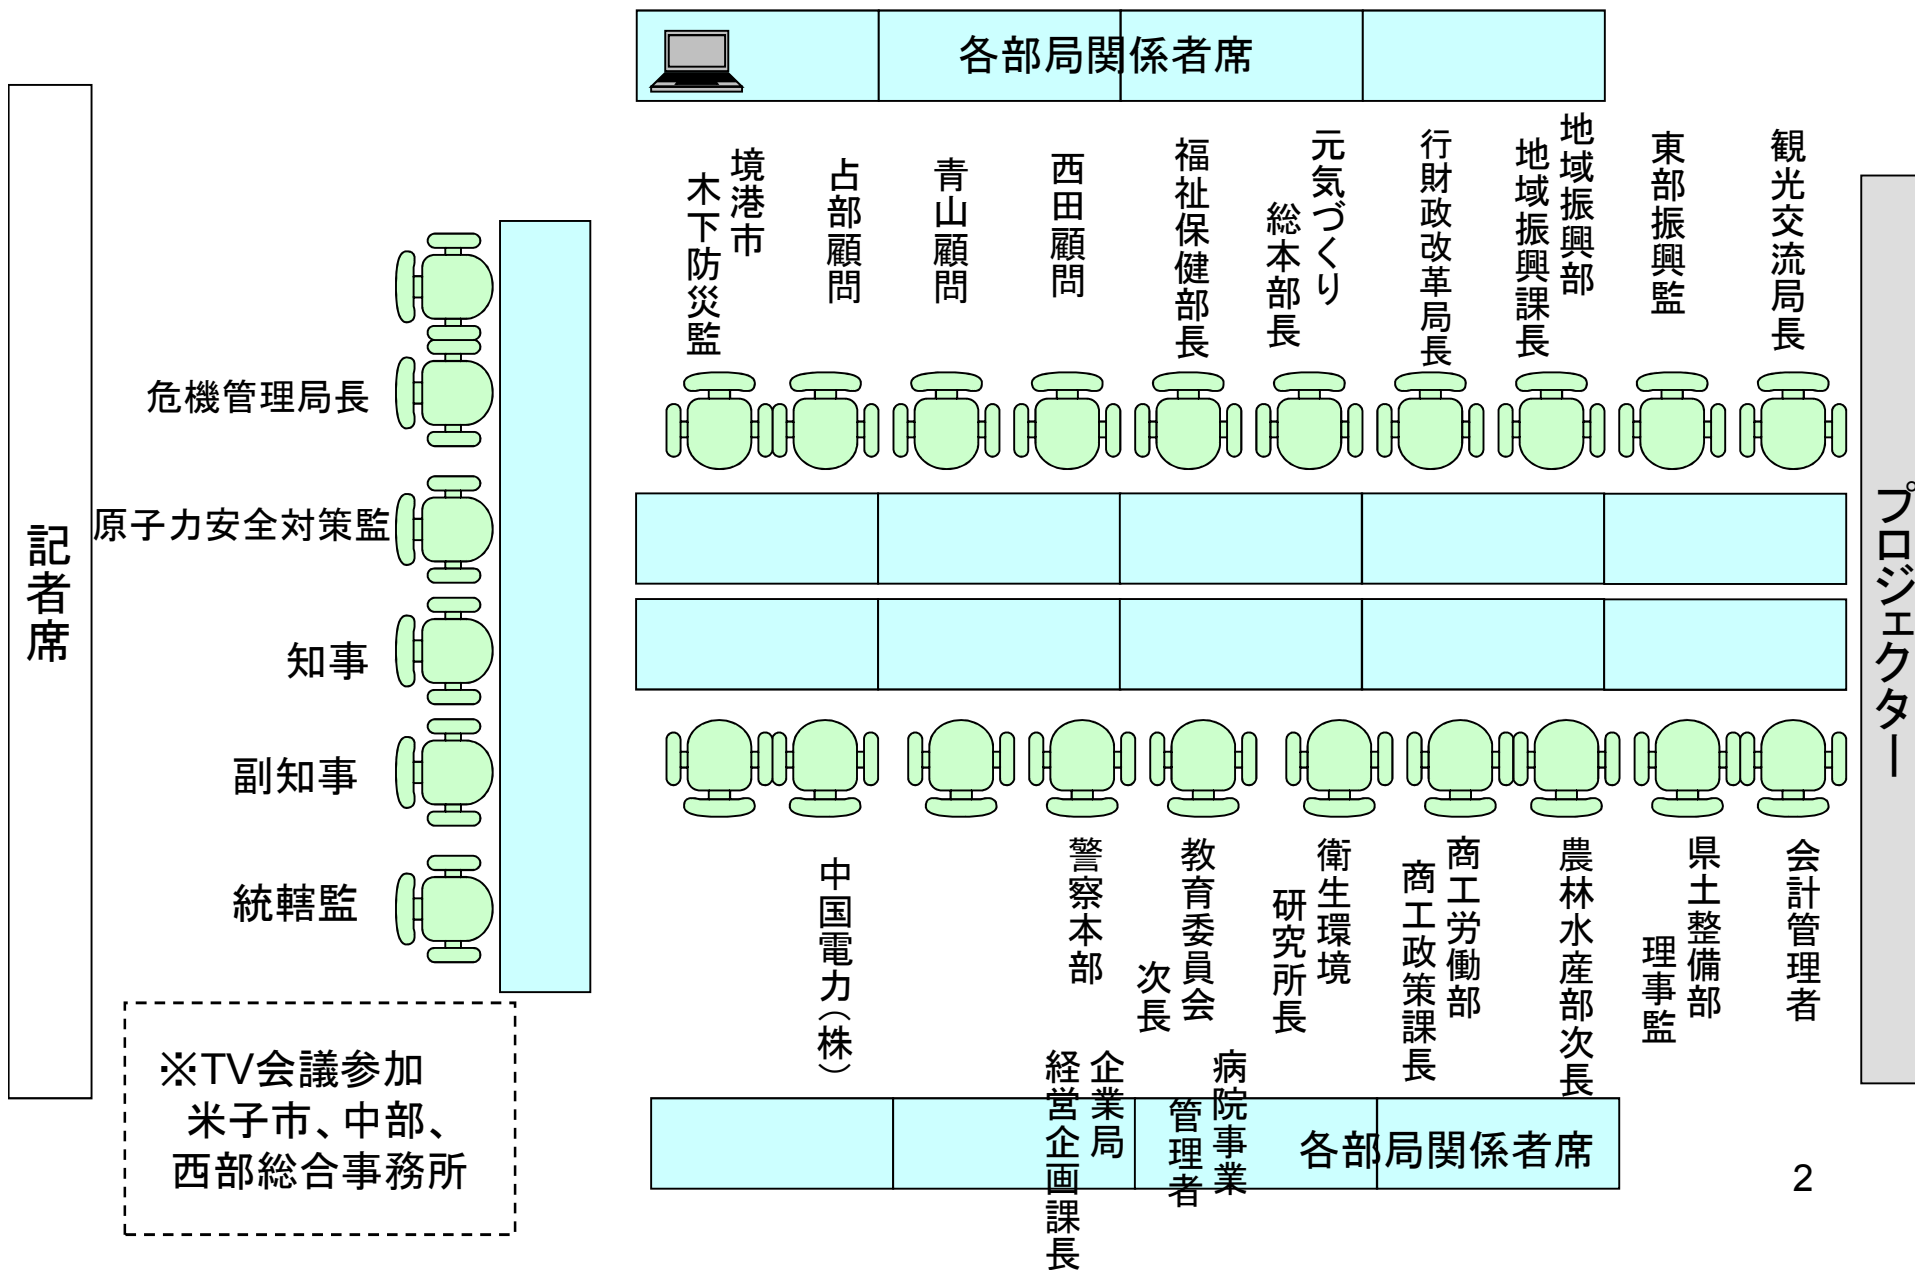 各部局関係者席
境港市
木下防災監
占部顧問
青山顧問
西田顧問
福祉保健部長
元気づくり
総本部長
行財政改革局長
地域振興部
地域振興課長
東部振興監
観光交流局長
記者席
危機管理局長
原子力安全対策監
知事
副知事
統轄監
プロジェクター
中国電力(株)
警察本部
教育委員会
次長
衛生環境
研究所長
商工労働部
商工政策課長
農林水産部次長
県土整備部
理事監
会計管理者
企業局
経営企画課長
病院事業
管理者
各部局関係者席
※TV会議参加
米子市、中部、
西部総合事務所
2